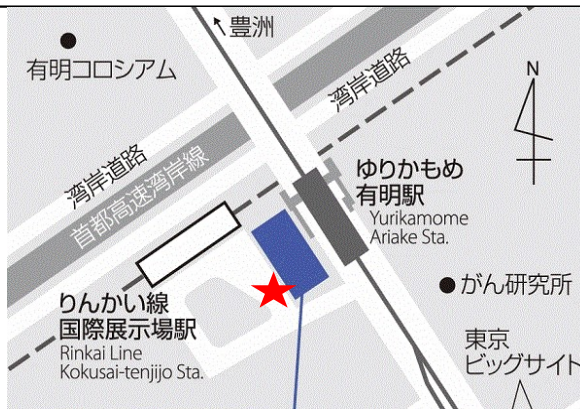 豊洲
有明コロシアム
湾岸道路
N
湾岸道路
首都高速湾岸線
ゆりかもめ
有明駅
Yurikamome
Ariake Sta.
がん研究所
りんかい線
国際展示場駅
Rinkai Line
Kokusai-tenjijo Sta.
東京
ビッグサイト